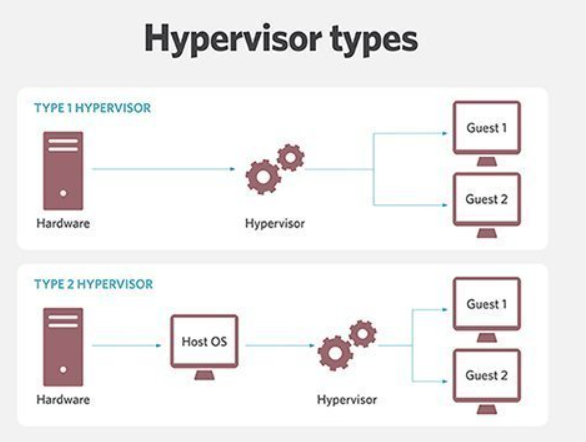 Hypervisor types
TYPE 1 HYPERVISOR
Guest 1
Guest 2
Hardware
Hypervisor
TYPE 2 HYPERVISOR
Guest 1
Host OS
Guest 2
Hardware
Hypervisor